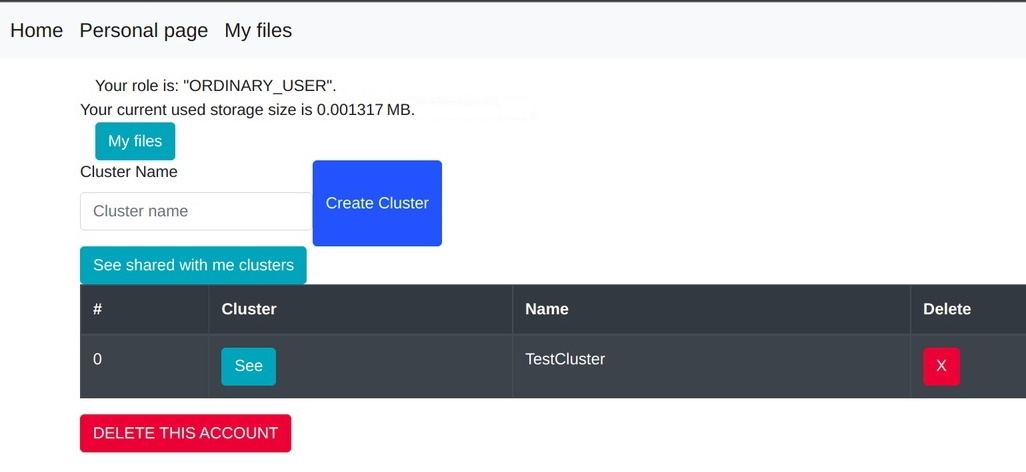 Home Personal page My files
Your role is: "ORDINARY_USER".
Your current used storage size is 0.001317 MB.
My files
Cluster Name
Cluster name
Create Cluster
See shared with me clusters
# Cluster Name Delete
0 See TestCluster X
DELETE THIS ACCOUNT